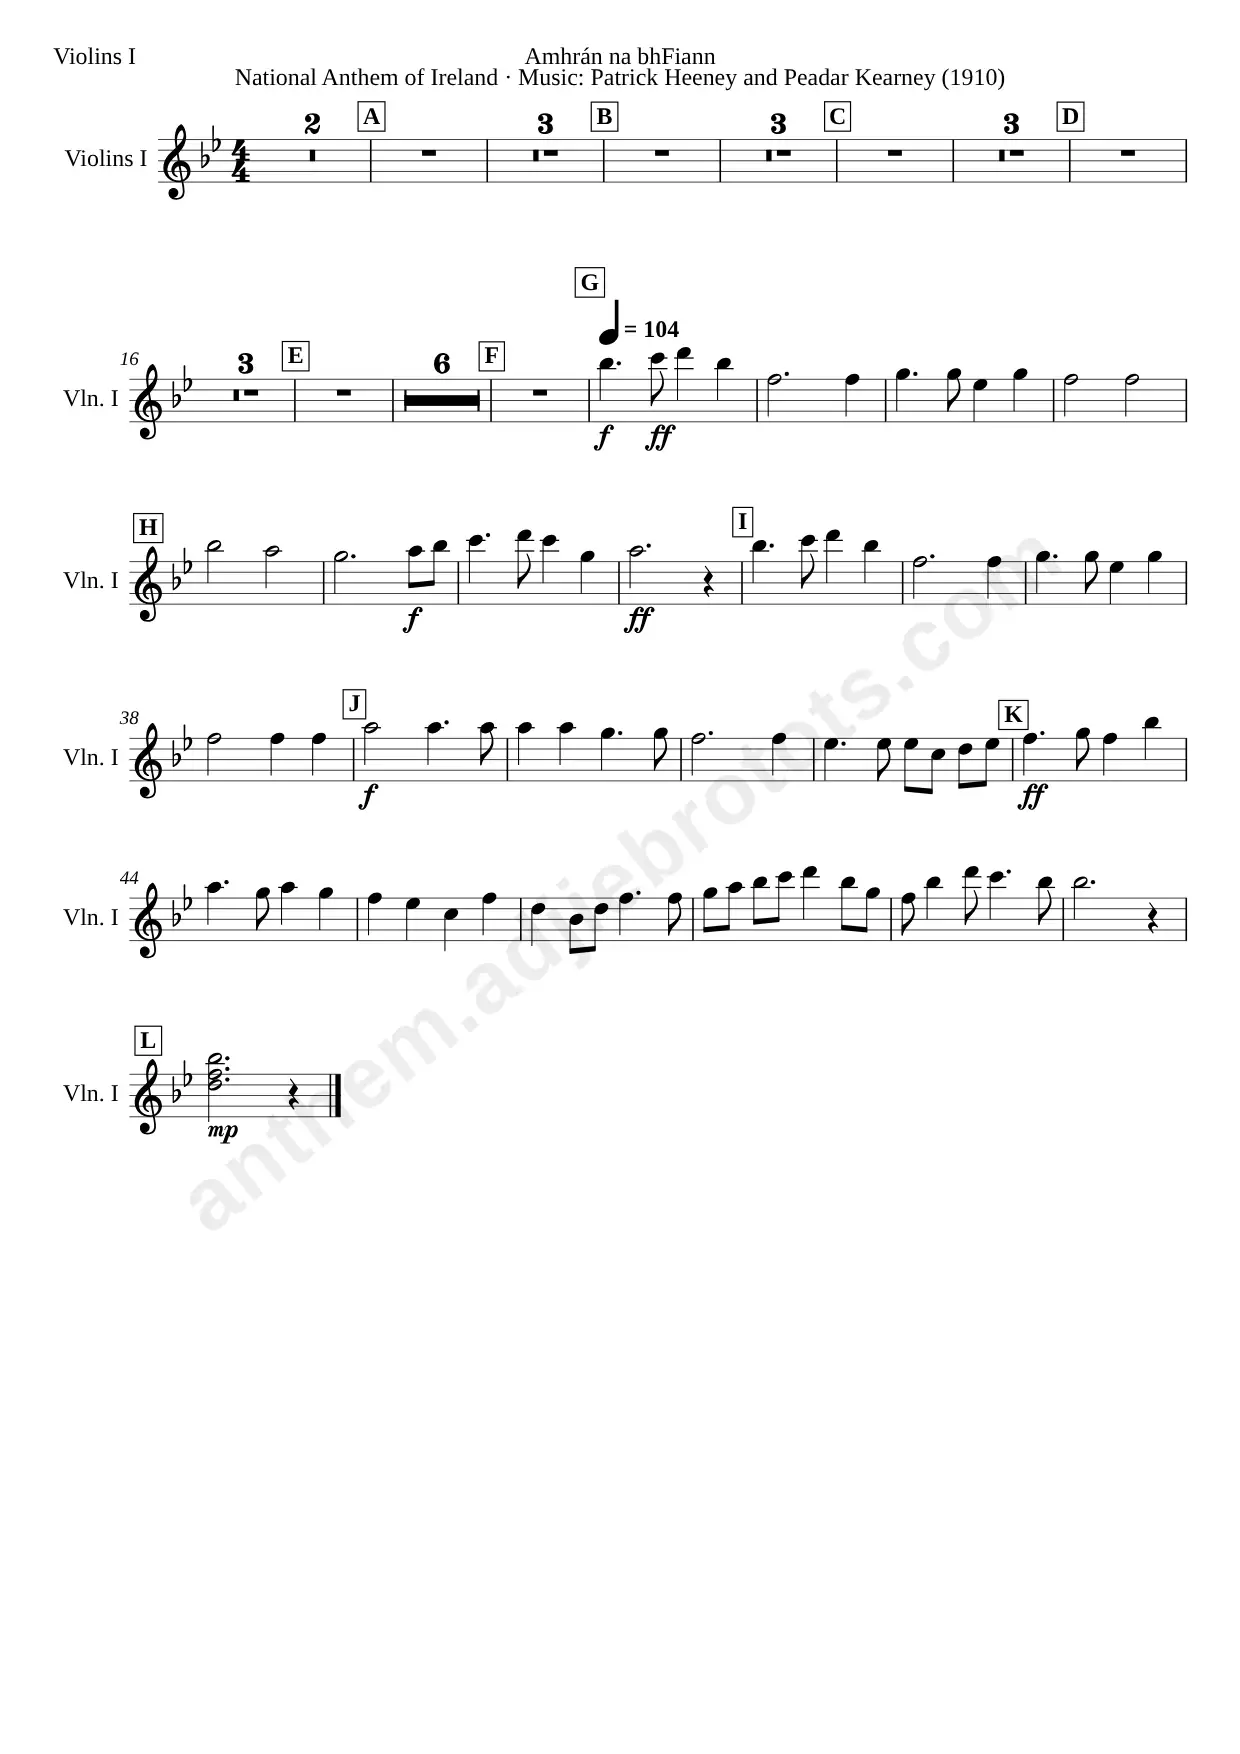 Violins I
Amhrán na bhFiann
National Anthem of Ireland · Music: Patrick Heeney and Peadar Kearney (1910)
2 A 3 B 3 C 3 D
Violins I
4
4
G
= 104
16 3 E 6 F
Vln. I
f ff
H I
Vln. I
f ff
38 J K
Vln. I
f ff
44
Vln. I
L
Vln. I
mp
anthem.adjiebrotots.com